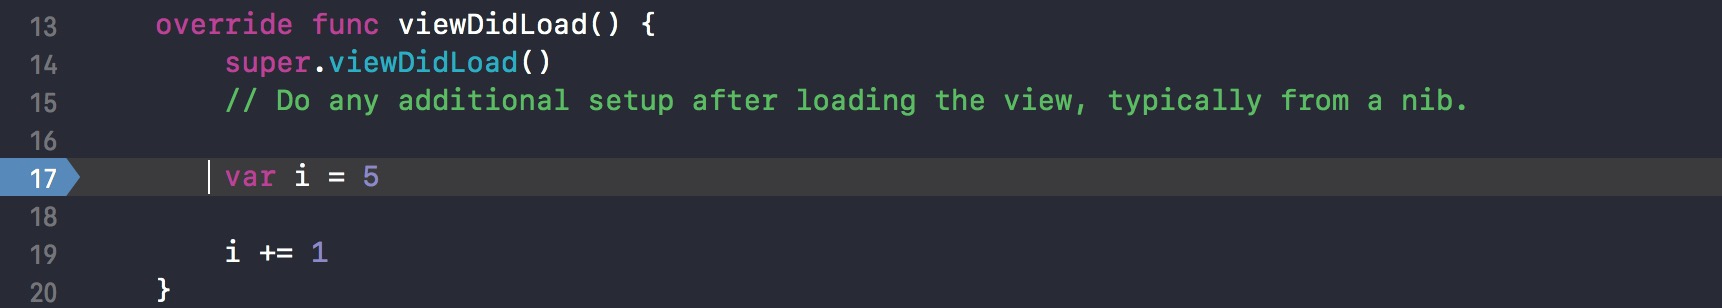 13 override func viewDidLoad() {
14 super.viewDidLoad()
15 // Do any additional setup after loading the view, typically from a nib.
16
17 var i = 5
18
19 i += 1
20 }